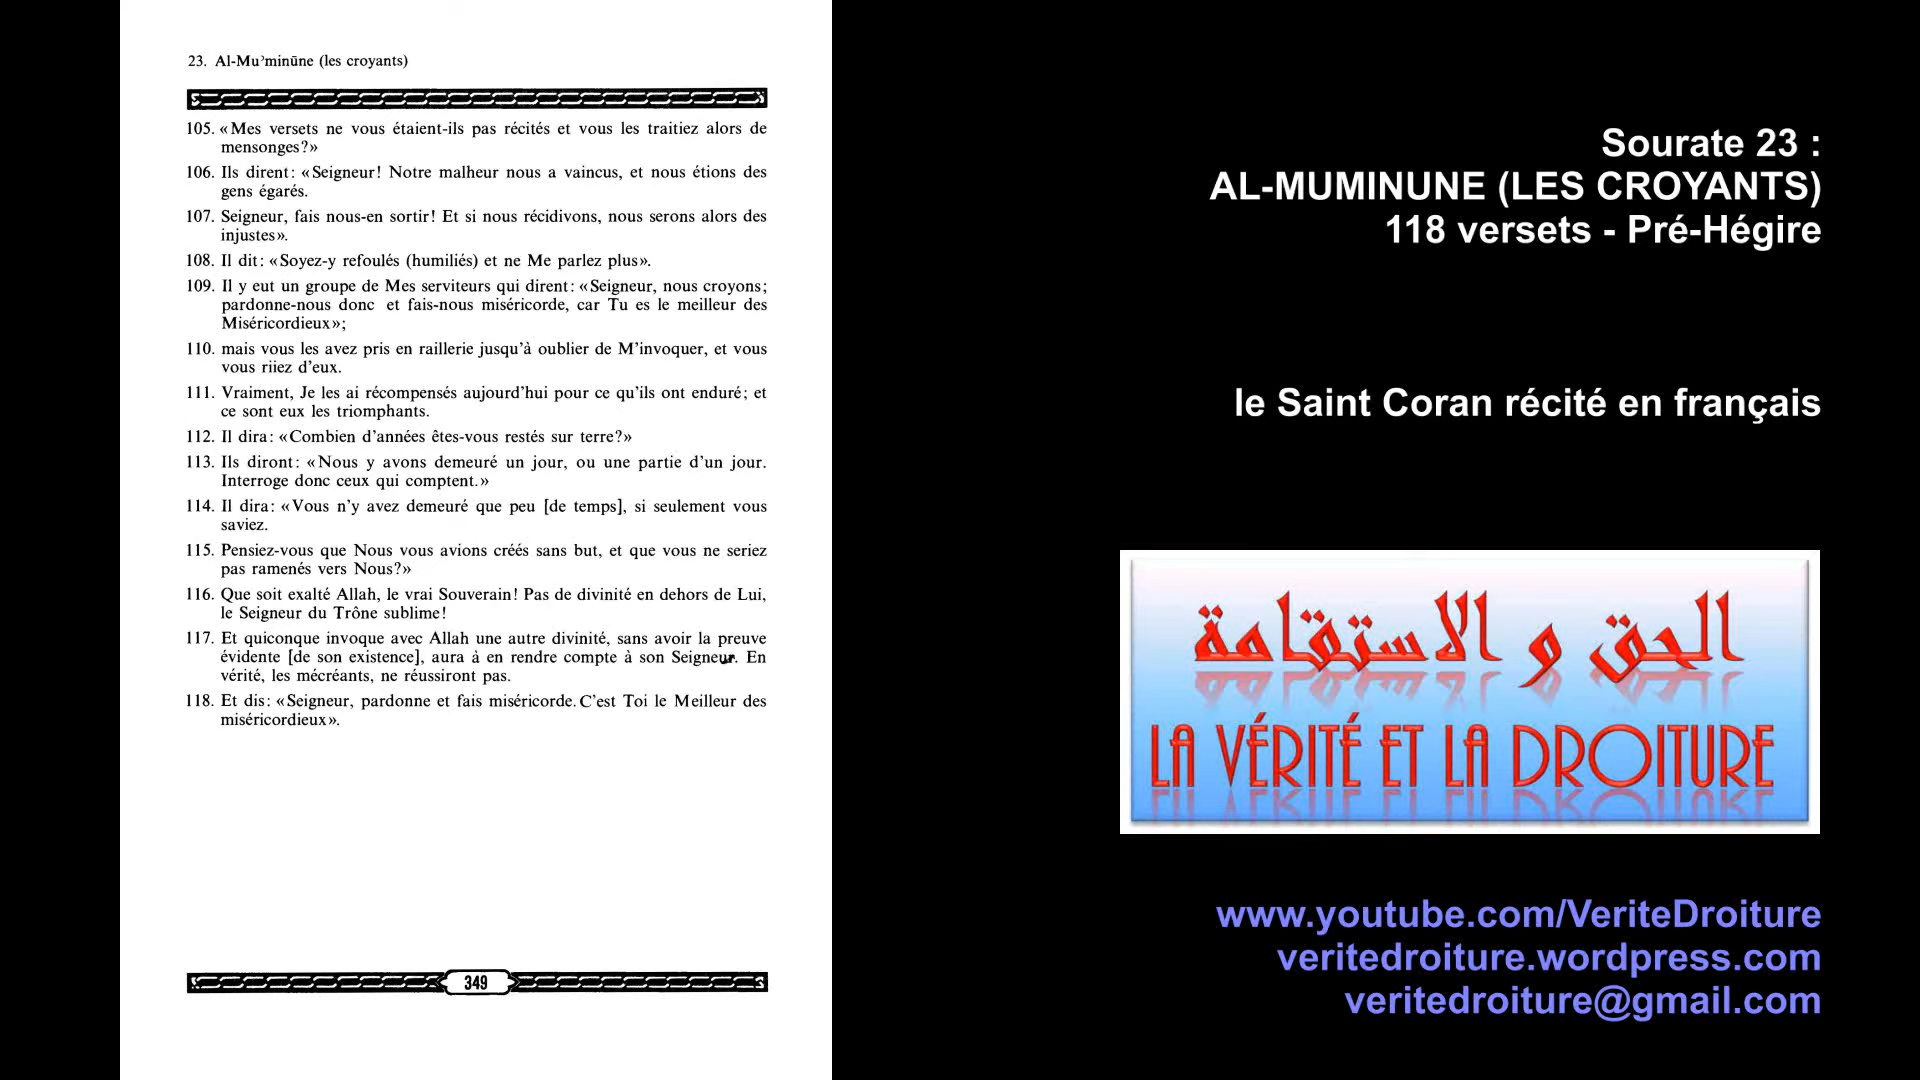 23. Al-Mu’minūne (les croyants)
105. «Mes versets ne vous étaient-ils pas récités et vous les traitiez alors de
mensonges?»
106. Ils dirent: «Seigneur! Notre malheur nous a vaincus, et nous étions des
gens égarés.
107. Seigneur, fais nous-en sortir! Et si nous récidivons, nous serons alors des
injustes».
108. Il dit: «Soyez-y refoulés (humiliés) et ne Me parlez plus».
109. Il y eut un groupe de Mes serviteurs qui dirent: «Seigneur, nous croyons;
pardonne-nous donc et fais-nous miséricorde, car Tu es le meilleur des
Miséricordieux»;
110. mais vous les avez pris en raillerie jusqu’à oublier de M’invoquer, et vous
vous riiez d’eux.
111. Vraiment, Je les ai récompensés aujourd’hui pour ce qu’ils ont enduré; et
ce sont eux les triomphants.
112. Il dira: «Combien d’années êtes-vous restés sur terre?»
113. Ils diront: «Nous y avons demeuré un jour, ou une partie d’un jour.
Interroge donc ceux qui comptent.»
114. Il dira: «Vous n’y avez demeuré que peu [de temps], si seulement vous
saviez.
115. Pensiez-vous que Nous vous avions créés sans but, et que vous ne seriez
pas ramenés vers Nous?»
116. Que soit exalté Allah, le vrai Souverain! Pas de divinité en dehors de Lui,
le Seigneur du Trône sublime!
117. Et quiconque invoque avec Allah une autre divinité, sans avoir la preuve
évidente [de son existence], aura à en rendre compte à son Seigneur. En
vérité, les mécréants, ne réussiront pas.
118. Et dis: «Seigneur, pardonne et fais miséricorde. C’est Toi le Meilleur des
miséricordieux».
349
Sourate 23 :
AL-MUMINUNE (LES CROYANTS)
118 versets - Pré-Hégire
le Saint Coran récité en français
الحق و الاستقامة
LA VÉRITÉ ET LA DROITURE
www.youtube.com/VeriteDroiture
veritedroiture.wordpress.com
veritedroiture@gmail.com